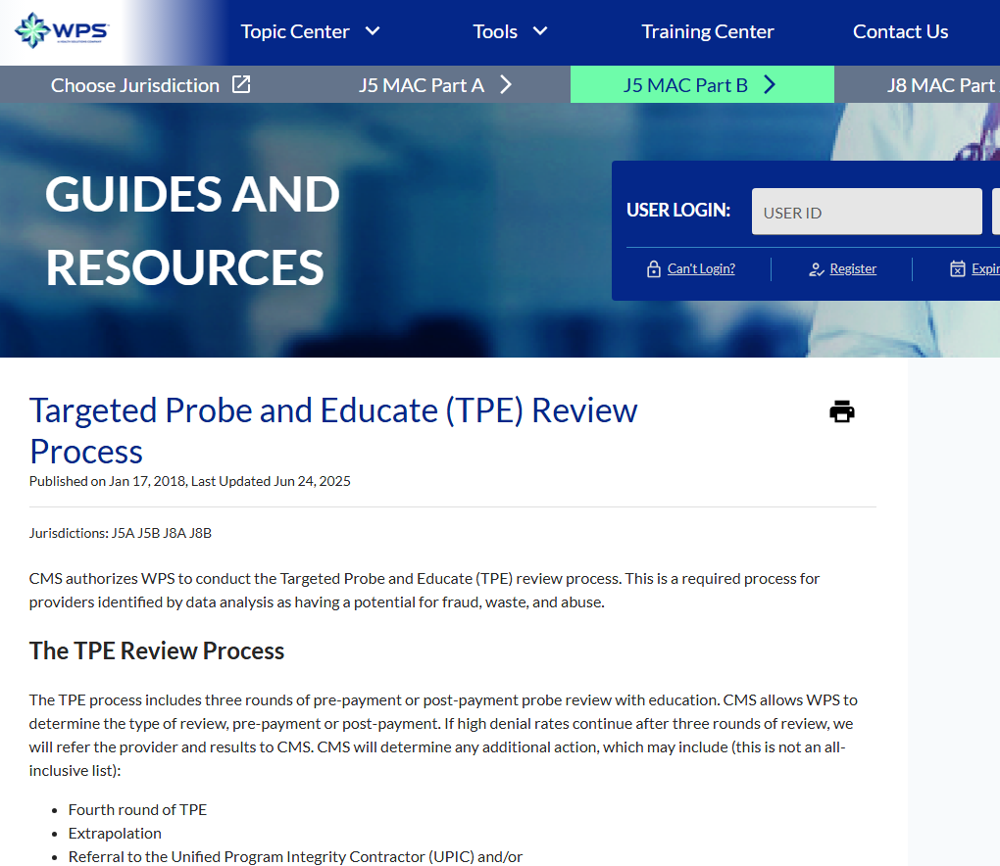 WPS
Topic Center
Tools
Training Center
Contact Us
Choose Jurisdiction
J5 MAC Part A
J5 MAC Part B
J8 MAC Part
GUIDES AND
RESOURCES
USER LOGIN:
USER ID
Can't Login?
Register
Expir
Targeted Probe and Educate (TPE) Review
Process
Published on Jan 17, 2018, Last Updated Jun 24, 2025
Jurisdictions: J5A J5B J8A J8B
CMS authorizes WPS to conduct the Targeted Probe and Educate (TPE) review process. This is a required process for
providers identified by data analysis as having a potential for fraud, waste, and abuse.
The TPE Review Process
The TPE process includes three rounds of pre-payment or post-payment probe review with education. CMS allows WPS to
determine the type of review, pre-payment or post-payment. If high denial rates continue after three rounds of review, we
will refer the provider and results to CMS. CMS will determine any additional action, which may include (this is not an all-
inclusive list):
• Fourth round of TPE
• Extrapolation
• Referral to the Unified Program Integrity Contractor (UPIC) and/or